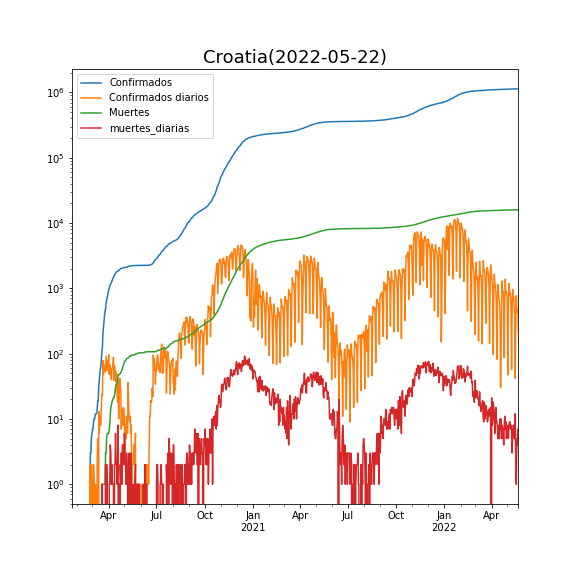 Croatia(2022-05-22)
Confirmados
Confirmados diarios
Muertes
muertes_diarias
10⁶
10⁵
10⁴
10³
10²
10¹
10⁰
Apr Jul Oct Jan Apr Jul Oct Jan Apr
2021 2022